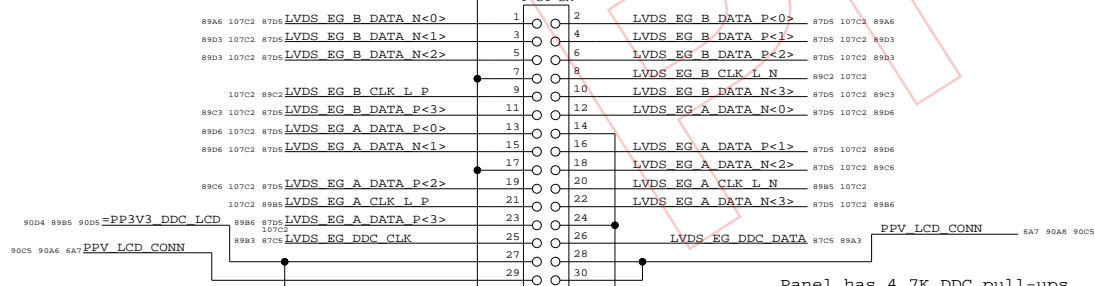 89A6 107C2 87D5 LVDS_EG_B_DATA_N<0> 1 2 LVDS_EG_B_DATA_P<0> 87D5 107C2 89A6
89D3 107C2 87D5 LVDS_EG_B_DATA_N<1> 3 4 LVDS_EG_B_DATA_P<1> 87D5 107C2 89D3
89D3 107C2 87D5 LVDS_EG_B_DATA_N<2> 5 6 LVDS_EG_B_DATA_P<2> 87D5 107C2 89D3
7 8 LVDS_EG_B_CLK_L_N 89C2 107C2
107C2 89C2 LVDS_EG_B_CLK_L_P 9 10 LVDS_EG_B_DATA_N<3> 87D5 107C2 89C3
89C3 107C2 87D5 LVDS_EG_B_DATA_P<3> 11 12 LVDS_EG_A_DATA_N<0> 87D5 107C2 89D6
89D6 107C2 87D5 LVDS_EG_A_DATA_P<0> 13 14
89D6 107C2 87D5 LVDS_EG_A_DATA_N<1> 15 16 LVDS_EG_A_DATA_P<1> 87D5 107C2 89D6
17 18 LVDS_EG_A_DATA_N<2> 87D5 107C2 89C6
89C6 107C2 87D5 LVDS_EG_A_DATA_P<2> 19 20 LVDS_EG_A_CLK_L_N 89B5 107C2
107C2 89B5 LVDS_EG_A_CLK_L_P 21 22 LVDS_EG_A_DATA_N<3> 87D5 107C2 89B6
90D4 89B5 90D5 =PP3V3_DDC_LCD 89B6 87D5 LVDS_EG_A_DATA_P<3> 23 24
107C2
89B3 87C5 LVDS_EG_DDC_CLK 25 26 LVDS_EG_DDC_DATA 87C5 89A3 PPV_LCD_CONN 6A7 90A8 90C5
90C5 90A6 6A7 PPV_LCD_CONN 27 28
29 30
Panel has 4.7K DDC pull-ups